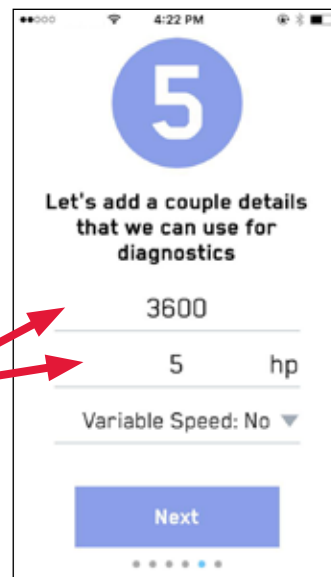 4:22 PM
5
Let's add a couple details
that we can use for
diagnostics
3600
5 hp
Variable Speed: No
Next